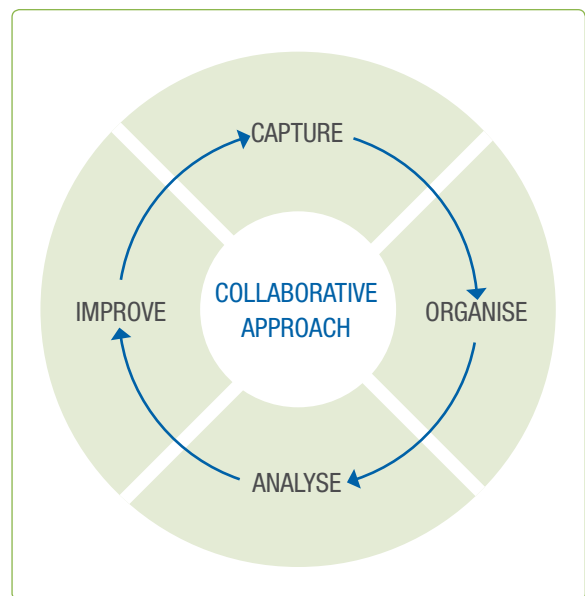 CAPTURE
COLLABORATIVE
APPROACH
IMPROVE
ORGANISE
ANALYSE